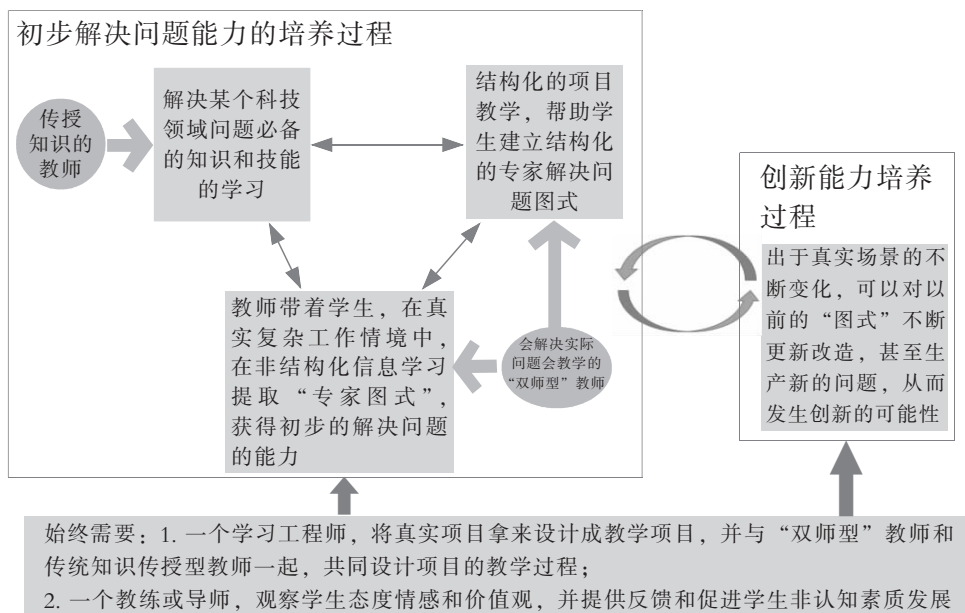 初步解决问题能力的培养过程
传授
知识的
教师
解决某个科技
领域问题必备
的知识和技能
的学习
结构化的项目
教学，帮助学
生建立结构化
的专家解决问
题图式
教师带着学生，在真
实复杂工作情境中，
在非结构化信息学习
提取“专家图式”，
获得初步的解决问题
的能力
会解决实际
问题会教学的
“双师型”教师
创新能力培养
过程
出于真实场景的不
断变化，可以对以
前的“图式”不断
更新改造，甚至生
产新的问题，从而
发生创新的可能性
始终需要：1. 一个学习工程师，将真实项目拿来设计成教学项目，并与“双师型”教师和
传统知识传授型教师一起，共同设计项目的教学过程；
2. 一个教练或导师，观察学生态度情感和价值观，并提供反馈和促进学生非认知素质发展